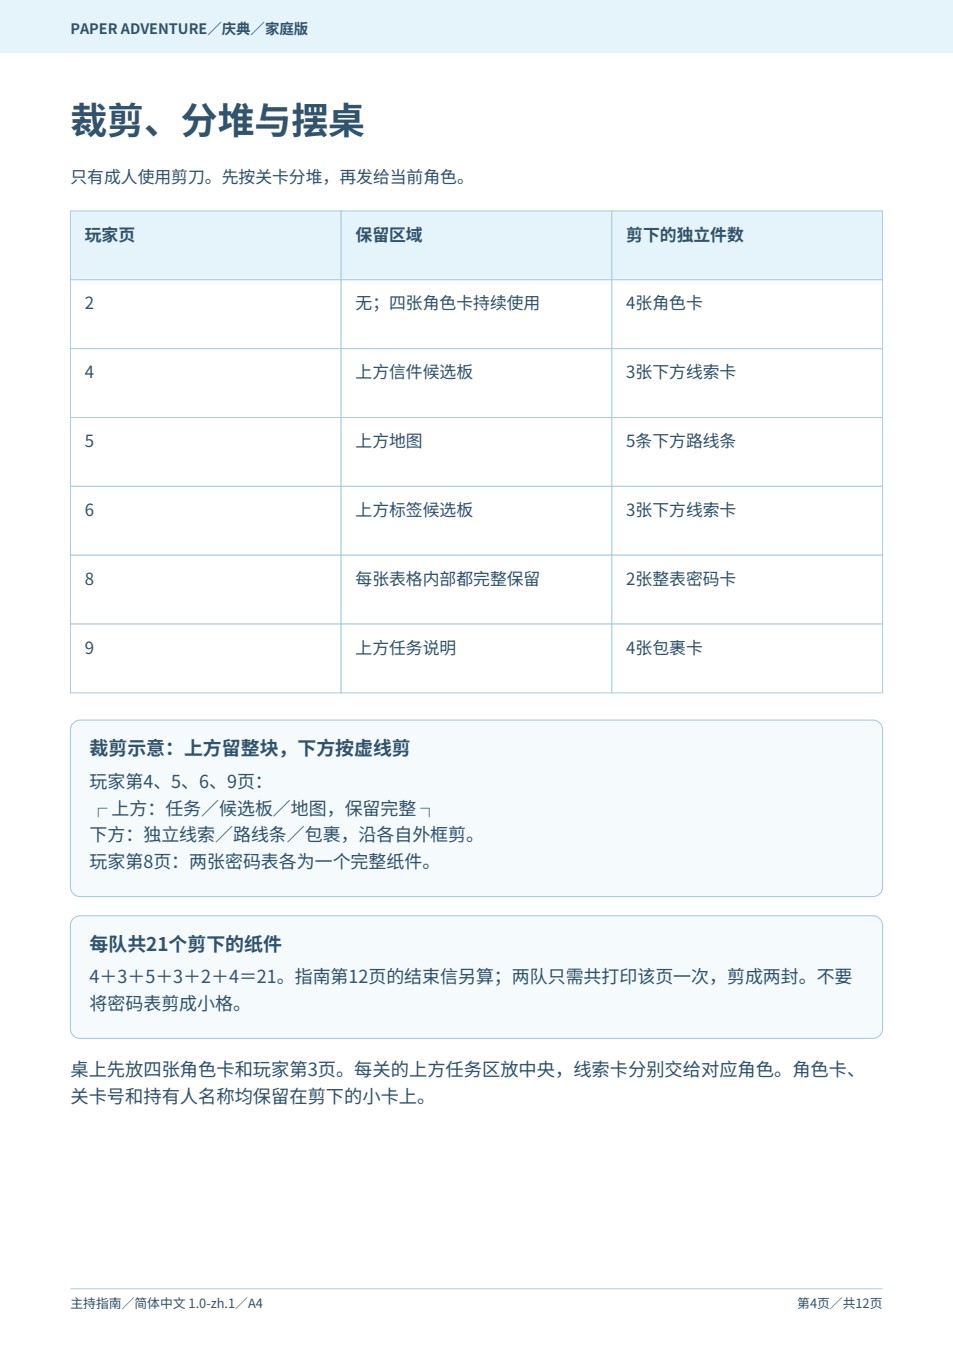 PAPER ADVENTURE／庆典／家庭版
裁剪、分堆与摆桌
只有成人使用剪刀。先按关卡分堆，再发给当前角色。
玩家页 保留区域 剪下的独立件数
2 无；四张角色卡持续使用 4张角色卡
4 上方信件候选板 3张下方线索卡
5 上方地图 5条下方路线条
6 上方标签候选板 3张下方线索卡
8 每张表格内部都完整保留 2张整表密码卡
9 上方任务说明 4张包裹卡
裁剪示意：上方留整块，下方按虚线剪
玩家第4、5、6、9页：
┌ 上方：任务／候选板／地图，保留完整 ┐
下方：独立线索／路线条／包裹，沿各自外框剪。
玩家第8页：两张密码表各为一个完整纸件。
每队共21个剪下的纸件
4＋3＋5＋3＋2＋4＝21。指南第12页的结束信另算；两队只需共打印该页一次，剪成两封。不要
将密码表剪成小格。
桌上先放四张角色卡和玩家第3页。每关的上方任务区放中央，线索卡分别交给对应角色。角色卡、
关卡号和持有人名称均保留在剪下的小卡上。
主持指南／简体中文 1.0-zh.1／A4
第4页／共12页